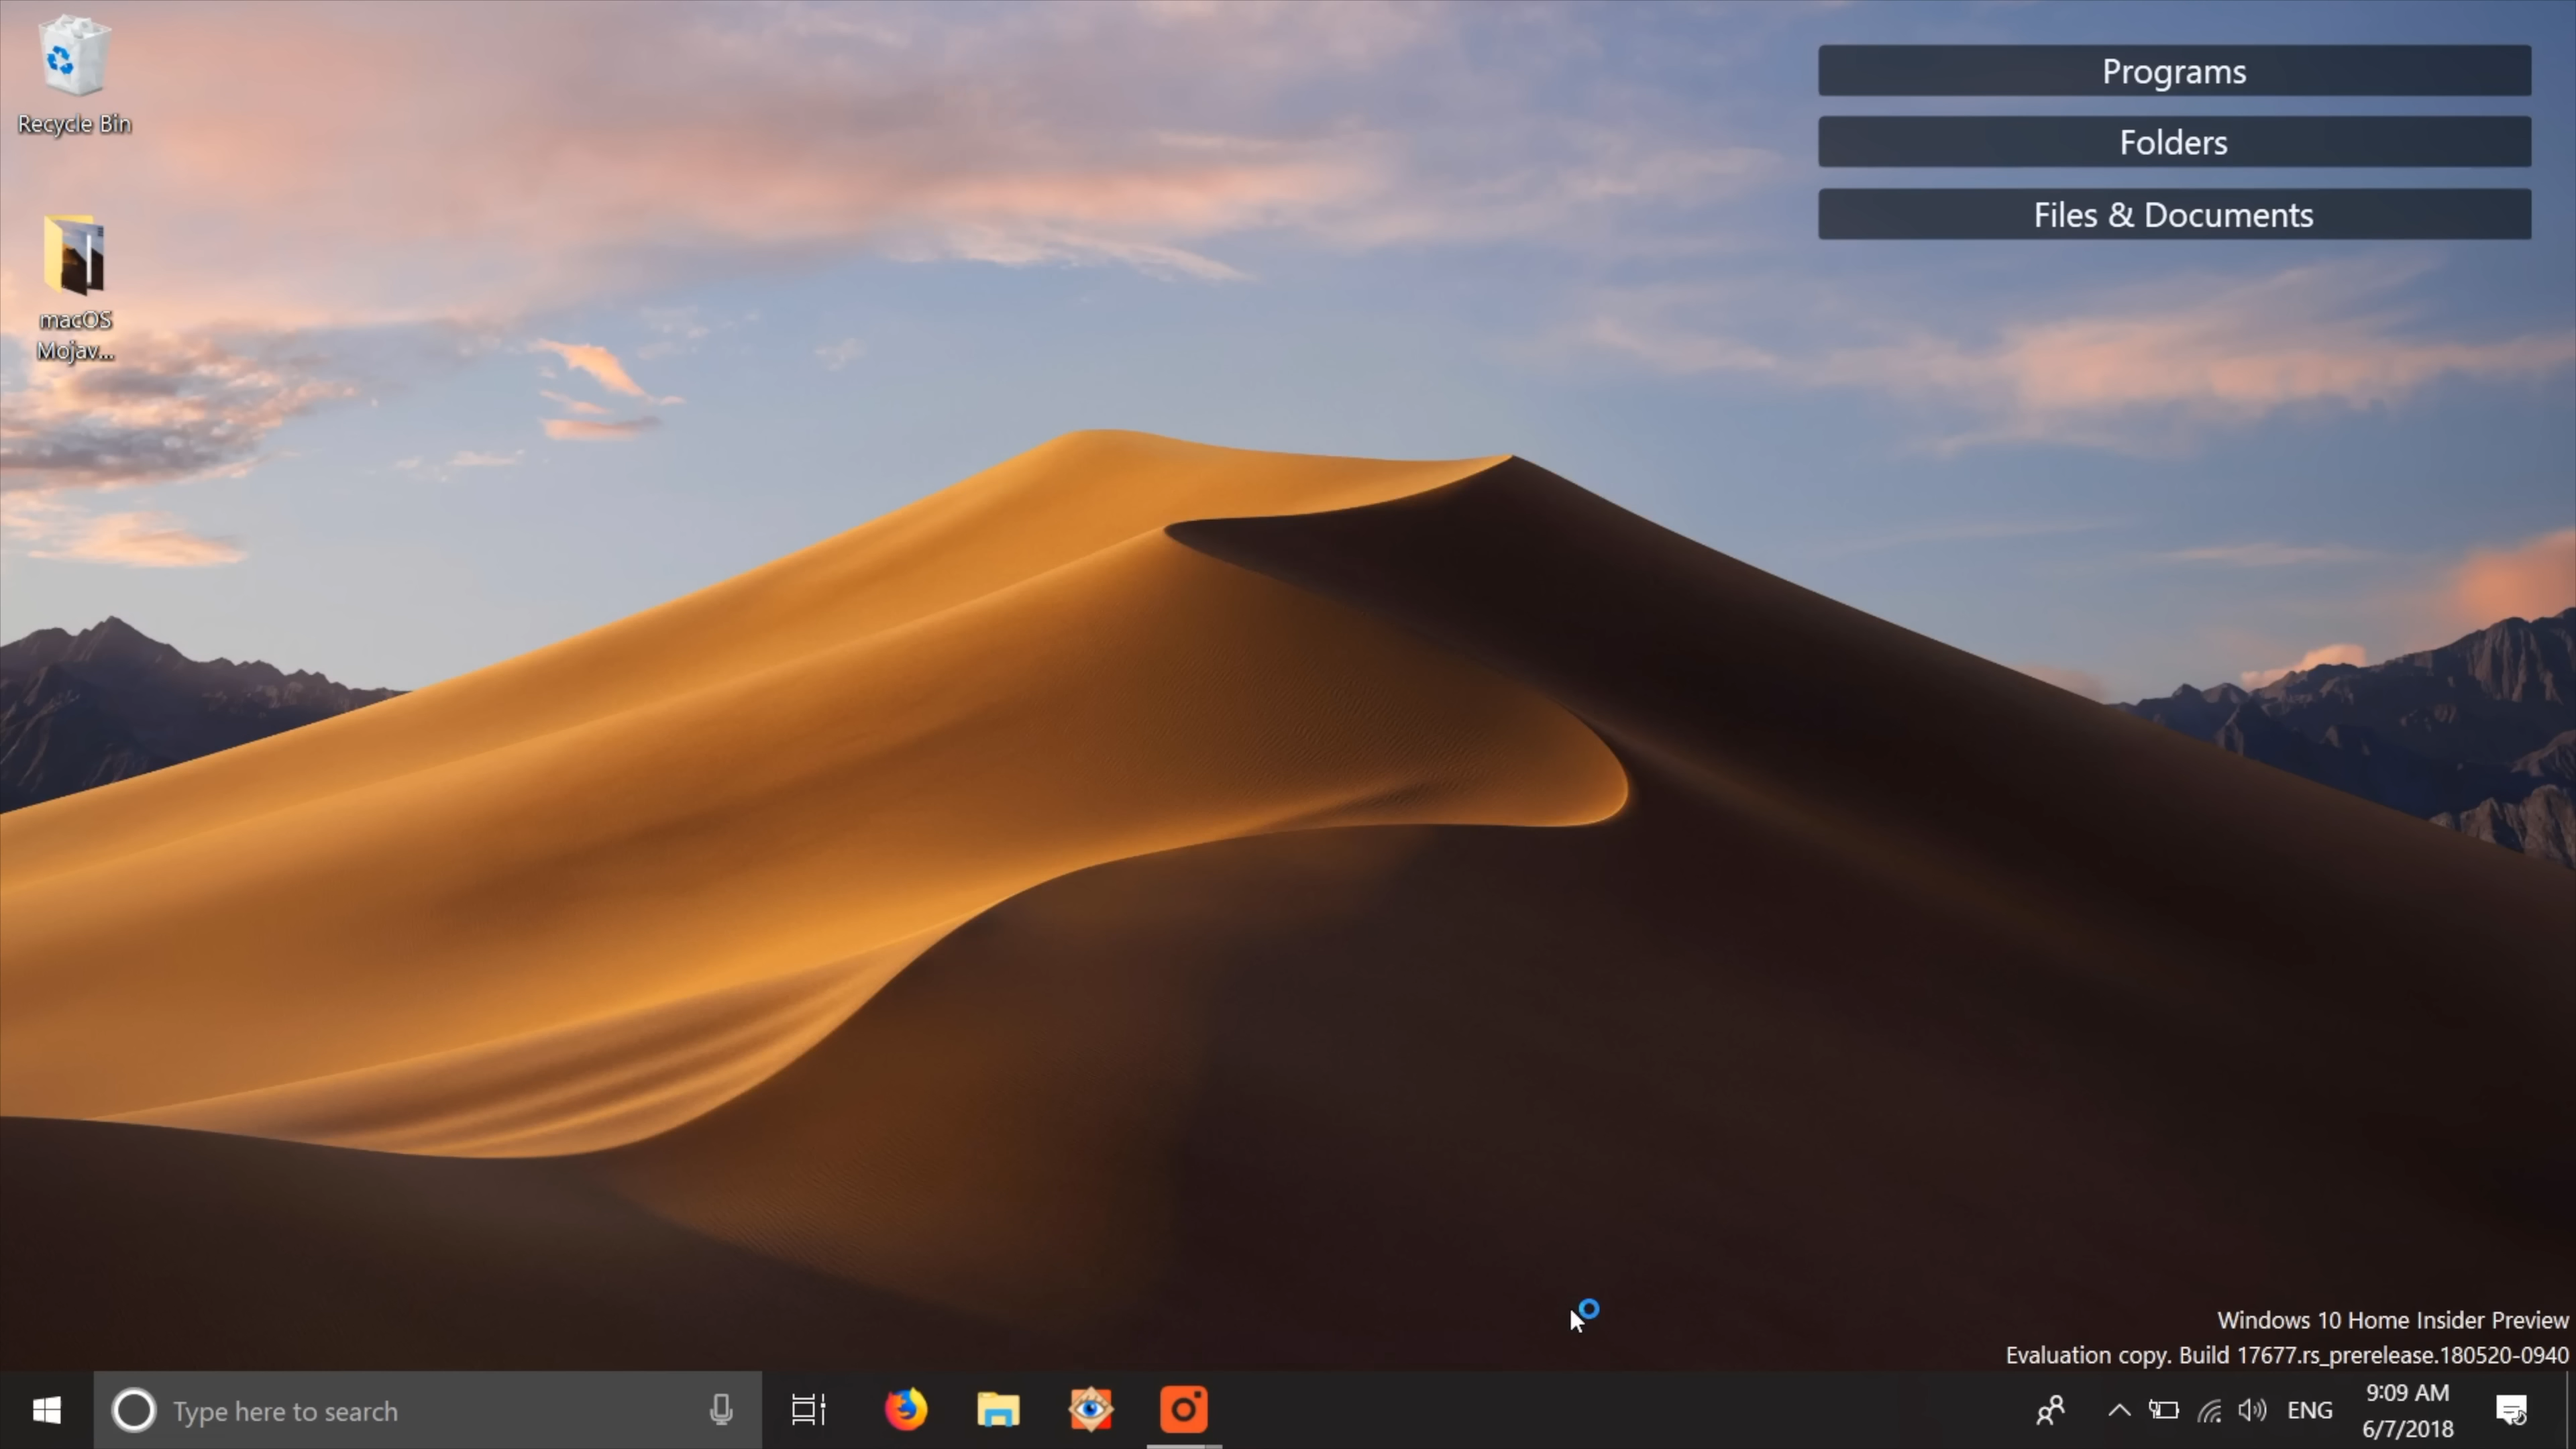 Recycle Bin
macOS
Mojav...
Programs
Folders
Files & Documents
Windows 10 Home Insider Preview
Evaluation copy. Build 17677.rs_prerelease.180520-0940
Type here to search
ENG
9:09 AM
6/7/2018